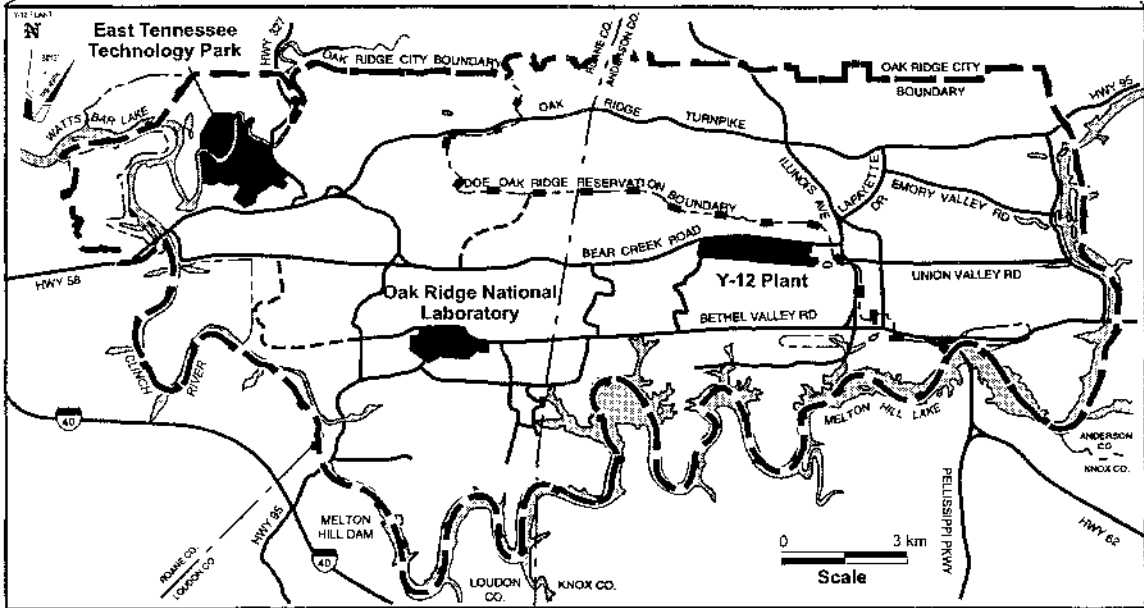 Y-12 PLANT
N
East Tennessee
Technology Park
HWY 327
OAK RIDGE CITY BOUNDARY
ROANE CO.
ANDERSON CO.
OAK RIDGE CITY
BOUNDARY
HWY 95
WATTS BAR LAKE
OAK RIDGE TURNPIKE
ILLINOIS AVE
LAFAYETTE
DR
EMORY VALLEY RD
DOE OAK RIDGE RESERVATION BOUNDARY
BEAR CREEK ROAD
HWY 58
Oak Ridge National
Laboratory
Y-12 Plant
UNION VALLEY RD
BETHEL VALLEY RD
CLINCH
RIVER
MELTON HILL LAKE
40
ANDERSON
CO.
KNOX CO.
PELLISSIPPI PKWY
HWY 62
MELTON
HILL DAM
HWY 95
ROANE CO.
LOUDON CO.
40
LOUDON
CO.
KNOX CO.
0 3 km
Scale